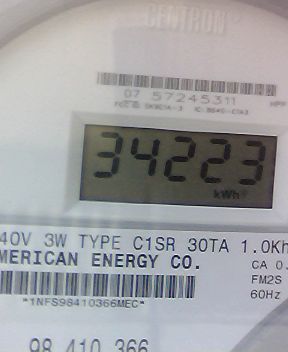 CENTRON
07 57245311
34223
kWh
40V 3W TYPE C1SR 30TA 1.0Kh
MERICAN ENERGY CO.
CA 0.
FM2S
60Hz
*1NFS98410366MEC*
98 410 366